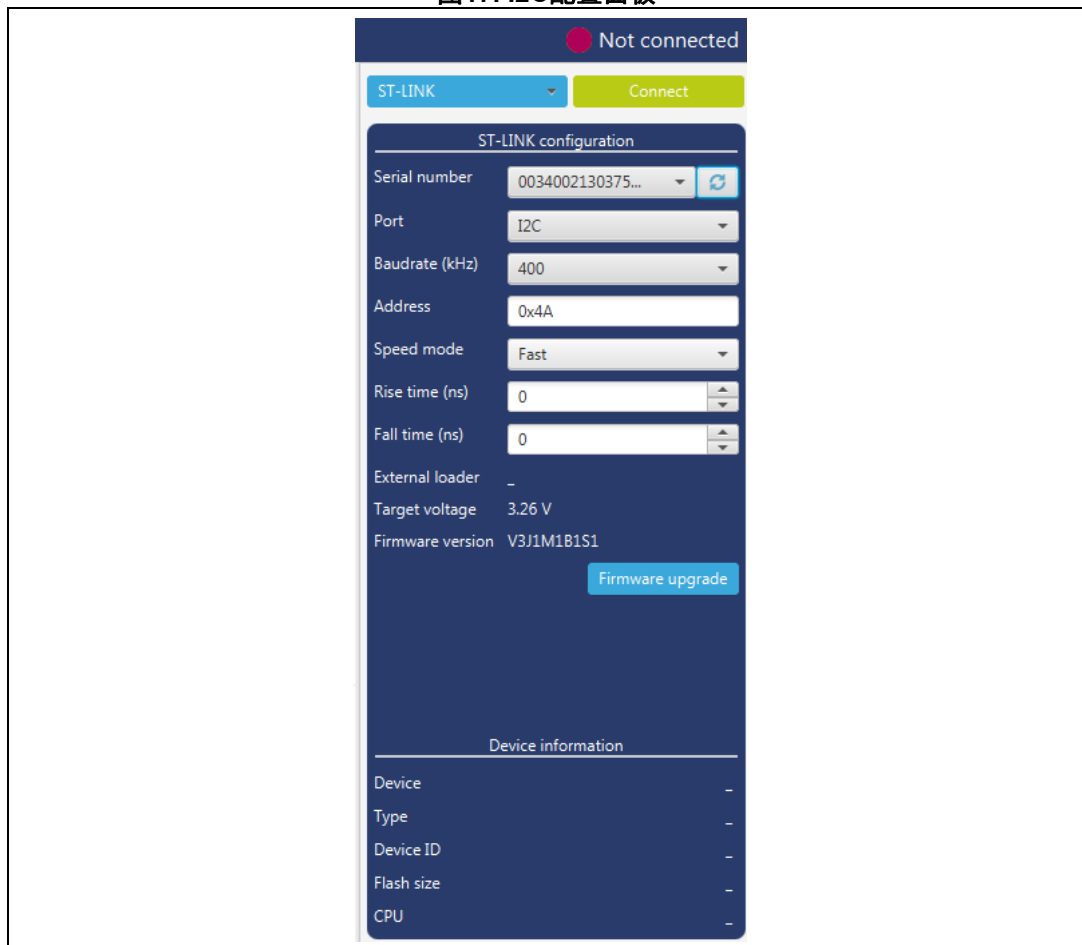 Not connected
ST-LINK Connect
ST-LINK configuration
Serial number 0034002130375...
Port I2C
Baudrate (kHz) 400
Address 0x4A
Speed mode Fast
Rise time (ns) 0
Fall time (ns) 0
External loader _
Target voltage 3.26 V
Firmware version V3J1M1B1S1
Firmware upgrade
Device information
Device _
Type _
Device ID _
Flash size _
CPU _